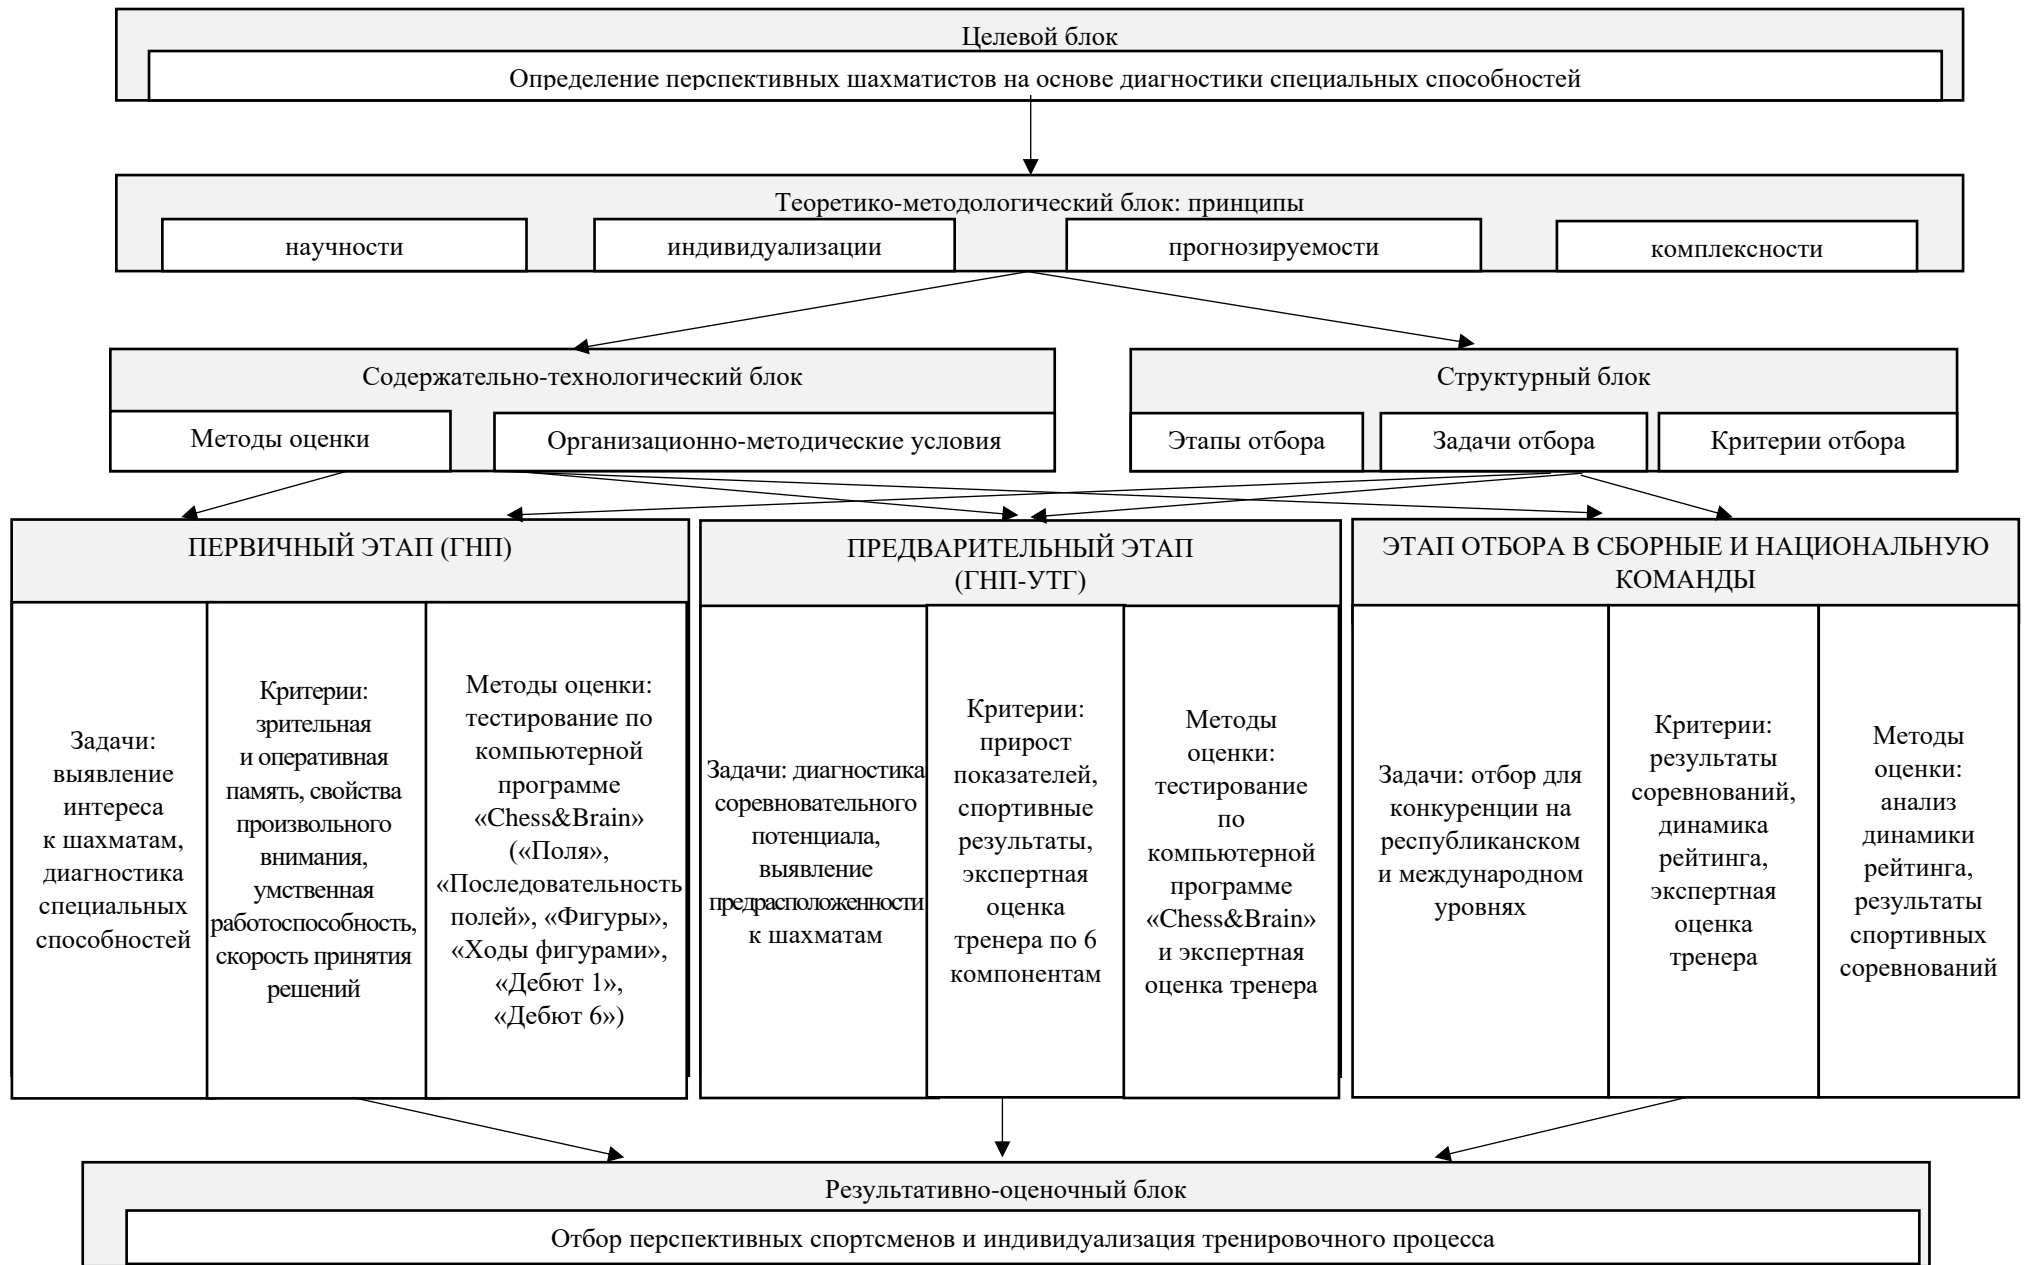 Целевой блок
Определение перспективных шахматистов на основе диагностики специальных способностей
Теоретико-методологический блок: принципы
научности
индивидуализации
прогнозируемости
комплексности
Содержательно-технологический блок
Методы оценки
Организационно-методические условия
Структурный блок
Этапы отбора
Задачи отбора
Критерии отбора
ПЕРВИЧНЫЙ ЭТАП (ГНП)
Задачи:
выявление
интереса
к шахматам,
диагностика
специальных
способностей
Критерии:
зрительная
и оперативная
память, свойства
произвольного
внимания,
умственная
работоспособность,
скорость принятия
решений
Методы оценки:
тестирование по
компьютерной
программе
«Chess&Brain»
(«Поля»,
«Последовательность
полей», «Фигуры»,
«Ходы фигурами»,
«Дебют 1»,
«Дебют 6»)
ПРЕДВАРИТЕЛЬНЫЙ ЭТАП
(ГНП-УТГ)
Задачи: диагностика
соревновательного
потенциала,
выявление
предрасположенности
к шахматам
Критерии:
прирост
показателей,
спортивные
результаты,
экспертная
оценка
тренера по 6
компонентам
Методы
оценки:
тестирование
по
компьютерной
программе
«Chess&Brain»
и экспертная
оценка тренера
ЭТАП ОТБОРА В СБОРНЫЕ И НАЦИОНАЛЬНУЮ
КОМАНДЫ
Задачи: отбор для
конкуренции на
республиканском
и международном
уровнях
Критерии:
результаты
соревнований,
динамика
рейтинга,
экспертная
оценка
тренера
Методы
оценки:
анализ
динамики
рейтинга,
результаты
спортивных
соревнований
Результативно-оценочный блок
Отбор перспективных спортсменов и индивидуализация тренировочного процесса